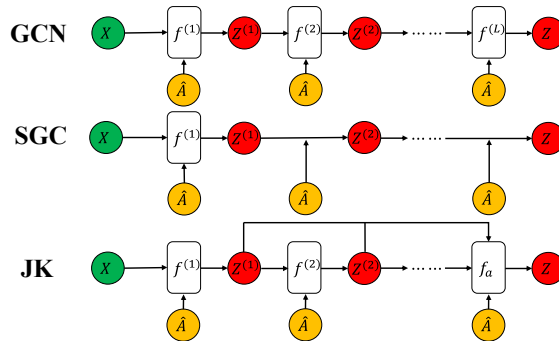 GCN X f^{(1)} Z^{(1)} f^{(2)} Z^{(2)} ...... f^{(L)} Z
Â Â Â
SGC X f^{(1)} Z^{(1)} Z^{(2)} ...... Z
Â Â Â
JK X f^{(1)} Z^{(1)} f^{(2)} Z^{(2)} ...... f_a Z
Â Â Â